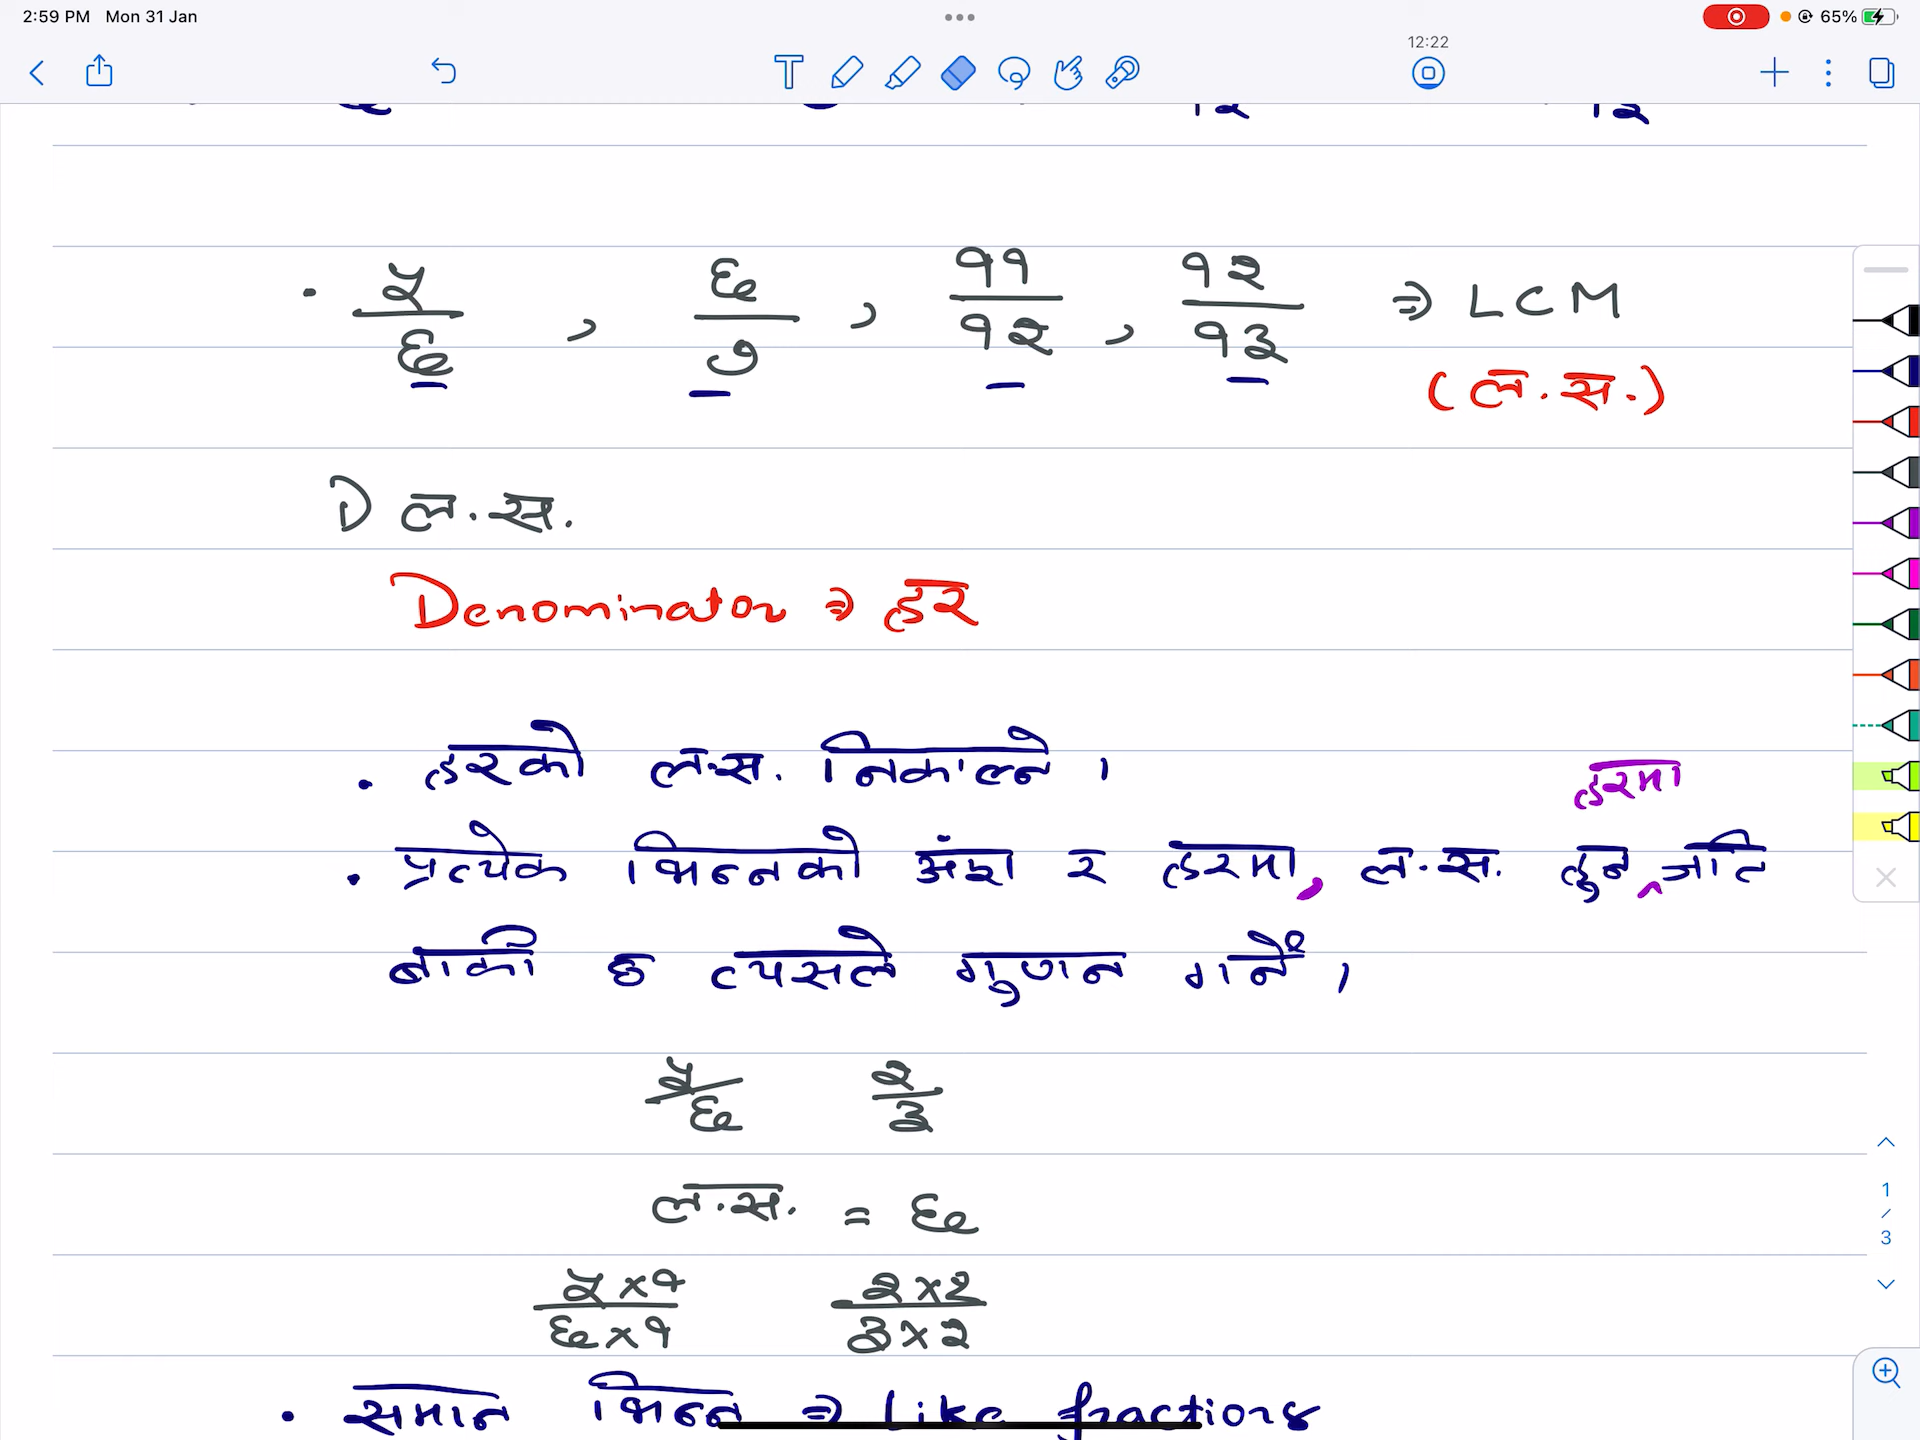 2:59 PM Mon 31 Jan
65%
12:22
१२ १२
. ५/६ , ६/७ , ११/१२ , १२/१३ ⇒ LCM
(ल.स.)
D ल.स.
Denominator ⇒ हर
. हरको ल.स. निकाल्ने ।
हरमा
. प्रत्येक भिन्नको अंश र हरमा, ल.स. हुन ^ जति
बाकी छ त्यसले गुणन गर्ने ।
५/६ २/३
ल.स. = ६
५×१/६×१ २×२/३×२
. समान भिन्न ⇒ Like fractions
1
/
3